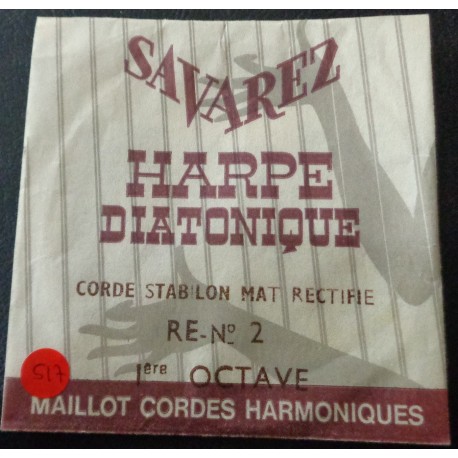 SAVAREZ
HARPE
DIATONIQUE
CORDE STABILON MAT RECTIFIE
RE-Nº 2
1ère OCTAVE
517
MAILLOT CORDES HARMONIQUES